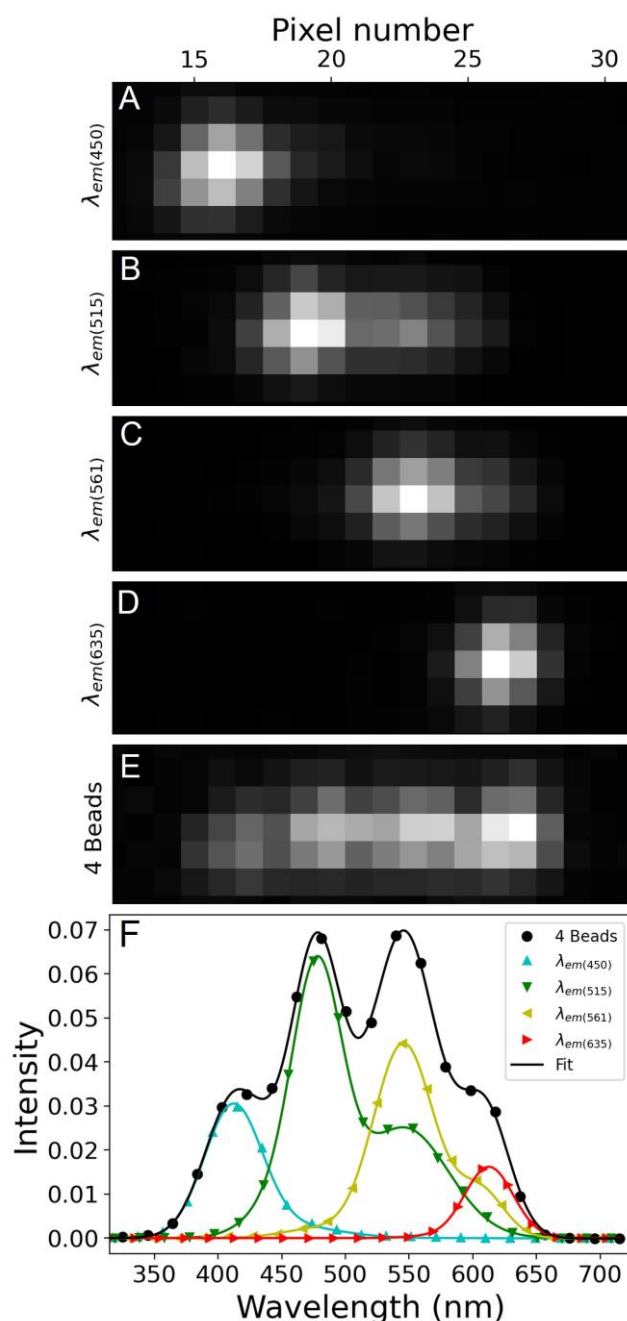 Pixel number
15 20 25 30
A
λem(450)
B
λem(515)
C
λem(561)
D
λem(635)
E
4 Beads
F
0.07
0.06
0.05
0.04
0.03
0.02
0.01
0.00
Intensity
4 Beads
λem(450)
λem(515)
λem(561)
λem(635)
Fit
350 400 450 500 550 600 650 700
Wavelength (nm)